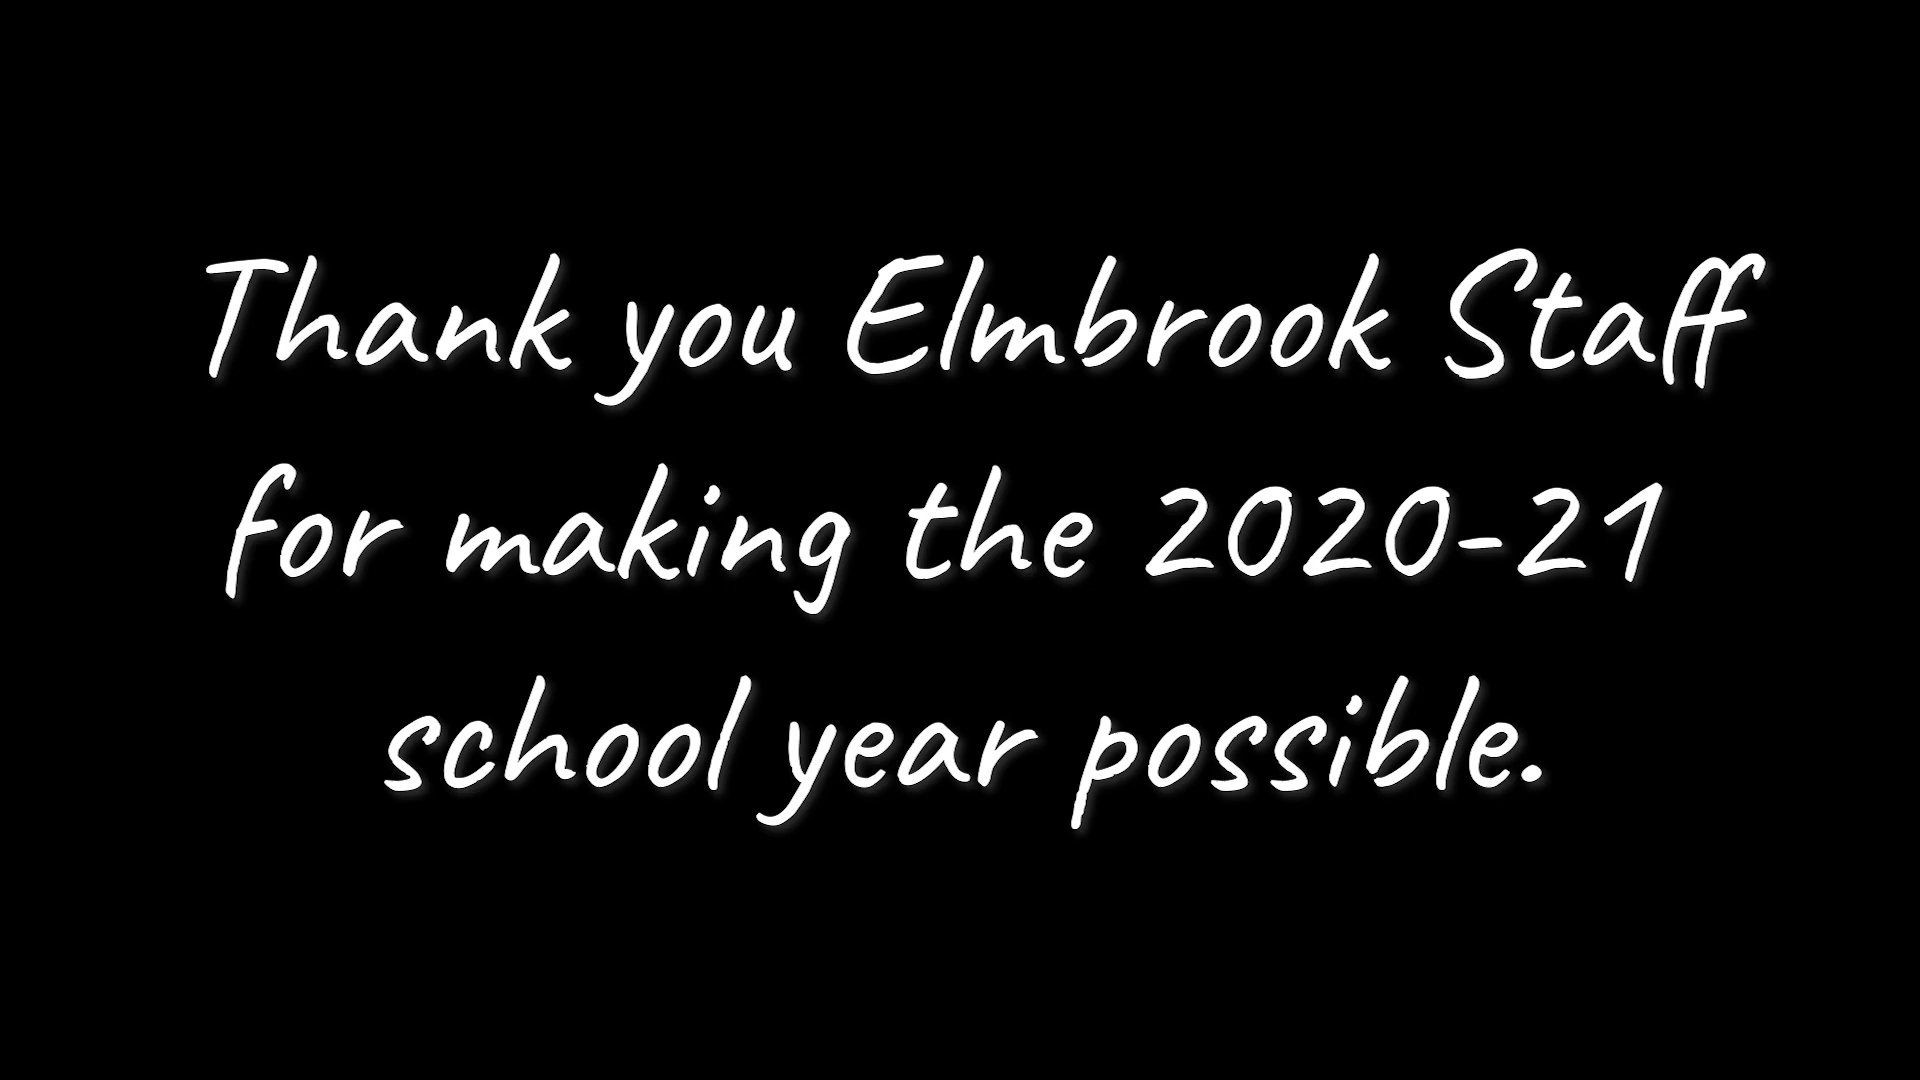 Thank you Elmbrook Staff
for making the 2020-21
school year possible.